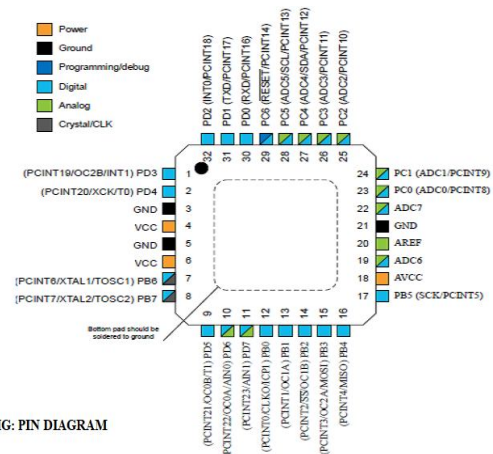 Power
Ground
Programming/debug
Digital
Analog
Crystal/CLK
PD2 (INT0/PCINT18)
PD1 (TXD/PCINT17)
PD0 (RXD/PCINT16)
PC6 (RESET/PCINT14)
PC5 (ADC5/SCL/PCINT13)
PC4 (ADC4/SDA/PCINT12)
PC3 (ADC3/PCINT11)
PC2 (ADC2/PCINT10)
32 31 30 29 28 27 26 25
(PCINT19/OC2B/INT1) PD3 1
(PCINT20/XCK/T0) PD4 2
GND 3
VCC 4
GND 5
VCC 6
(PCINT6/XTAL1/TOSC1) PB6 7
(PCINT7/XTAL2/TOSC2) PB7 8
24 PC1 (ADC1/PCINT9)
23 PC0 (ADC0/PCINT8)
22 ADC7
21 GND
20 AREF
19 ADC6
18 AVCC
17 PB5 (SCK/PCINT5)
Bottom pad should be
soldered to ground
9 10 11 12 13 14 15 16
(PCINT21/OC0B/T1) PD5
(PCINT22/OC0A/AIN0) PD6
(PCINT23/AIN1) PD7
(PCINT0/CLKO/ICP1) PB0
(PCINT1/OC1A) PB1
(PCINT2/SS/OC1B) PB2
(PCINT3/OC2A/MOSI) PB3
(PCINT4/MISO) PB4
IG: PIN DIAGRAM